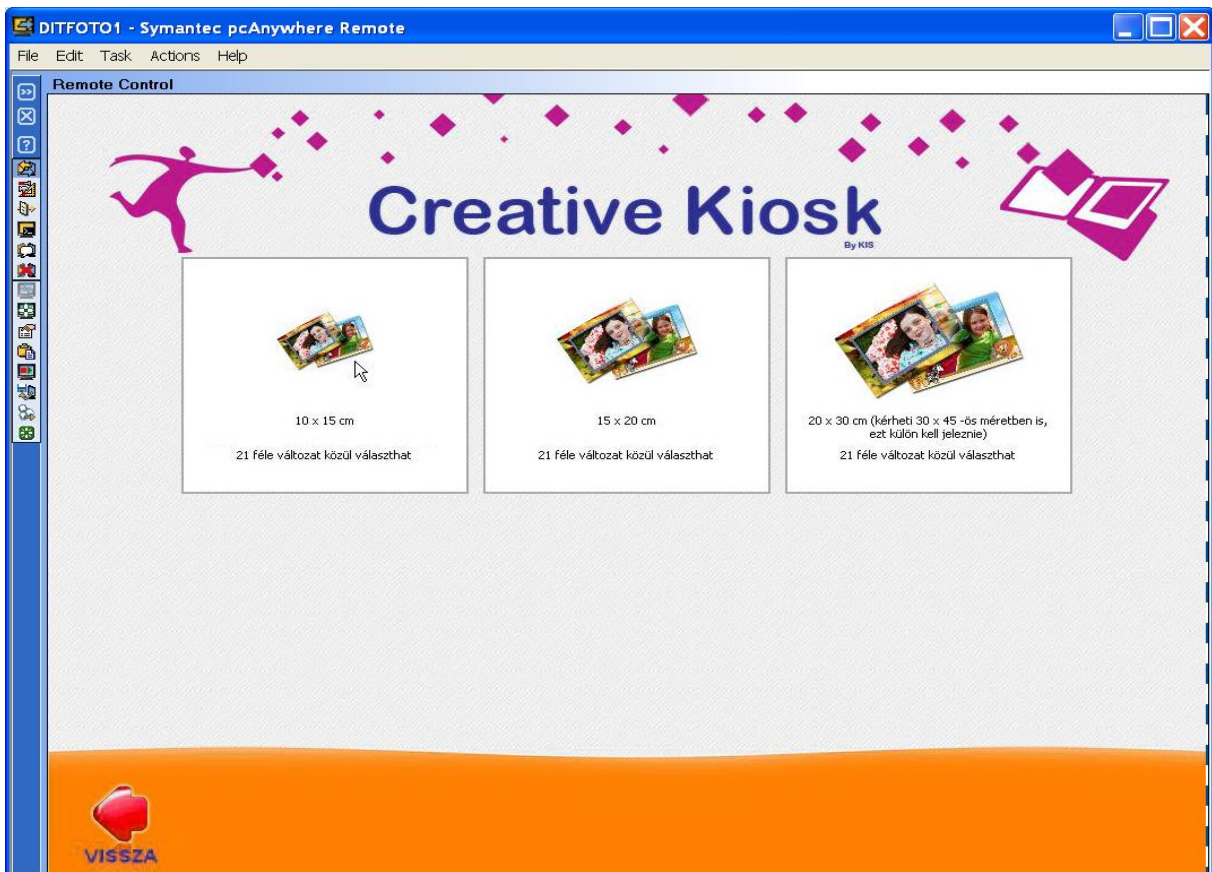 DITFOTO1 - Symantec pcAnywhere Remote
File Edit Task Actions Help
Remote Control
Creative Kiosk
By KIS
10 x 15 cm
21 féle változat közül választhat
15 x 20 cm
21 féle változat közül választhat
20 x 30 cm (kérheti 30 x 45 -ös méretben is,
ezt külön kell jeleznie)
21 féle változat közül választhat
VISSZA